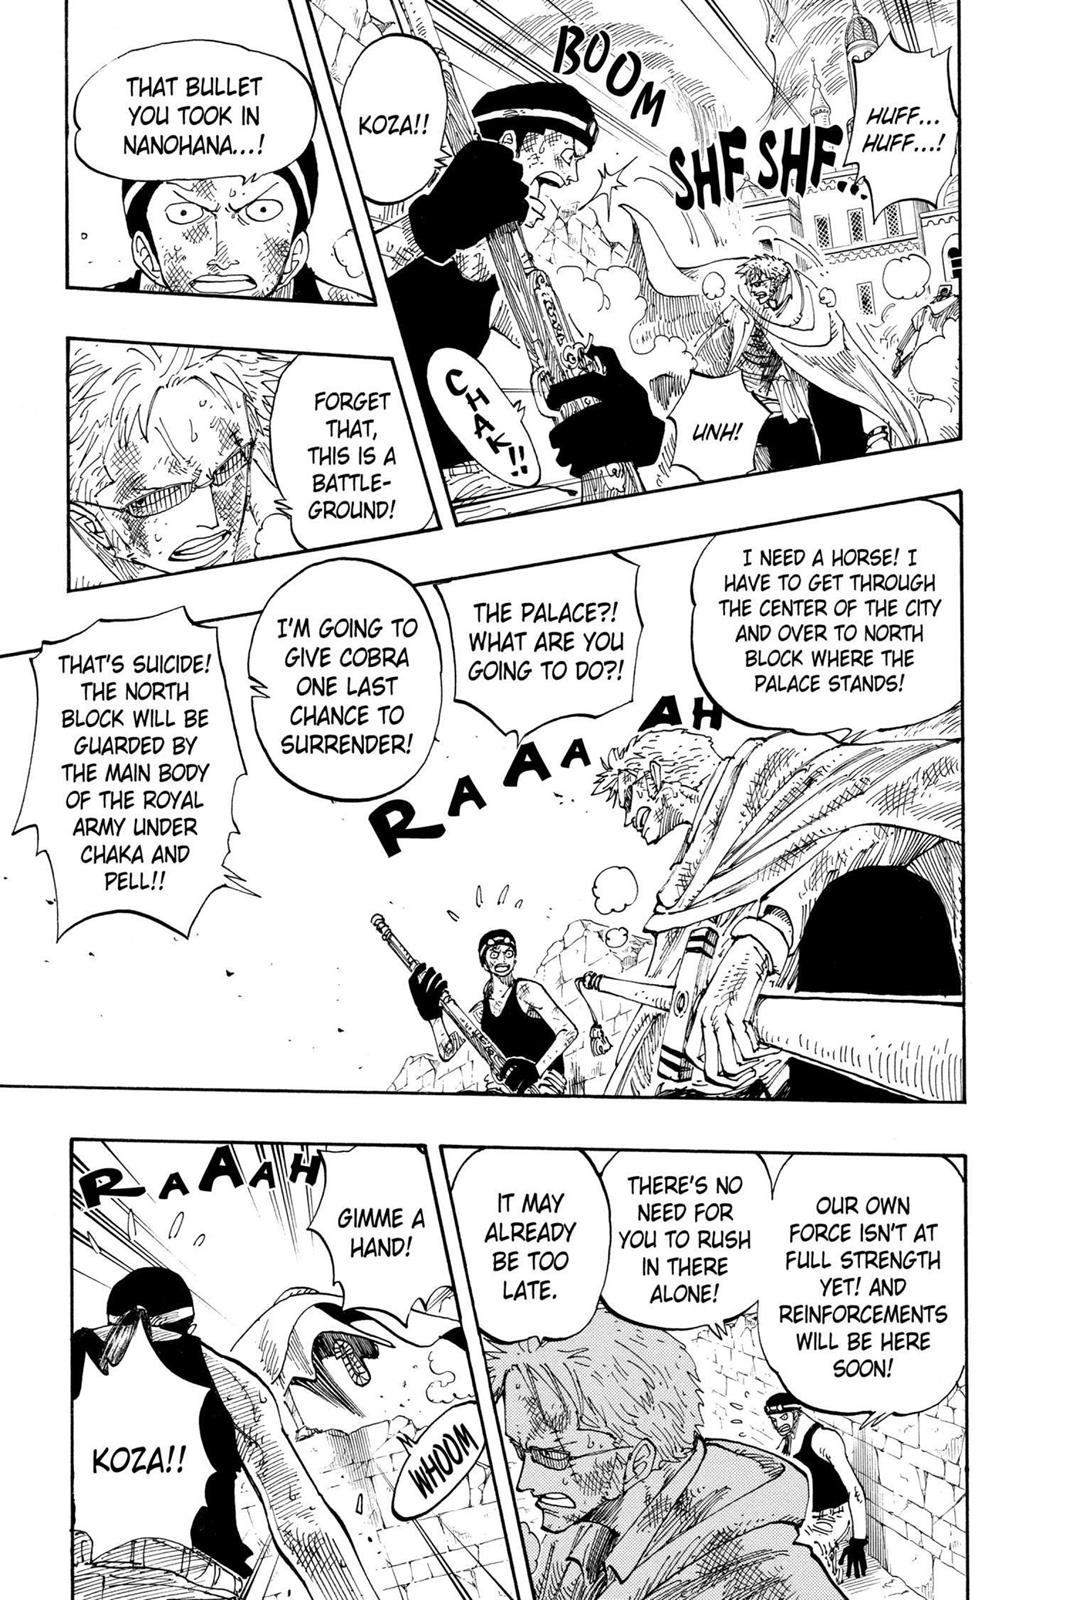 HUFF...
HUFF...!
BOOM
SHF SHF...
KOZA!!
UNH!
CHAK!!
THAT BULLET
YOU TOOK IN
NANOHANA...!
FORGET
THAT,
THIS IS A
BATTLE-
GROUND!
I NEED A HORSE! I
HAVE TO GET THROUGH
THE CENTER OF THE CITY
AND OVER TO NORTH
BLOCK WHERE THE
PALACE STANDS!
THE PALACE?!
WHAT ARE YOU
GOING TO DO?!
I'M GOING TO
GIVE COBRA
ONE LAST
CHANCE TO
SURRENDER!
RAAAAH
THAT'S SUICIDE!
THE NORTH
BLOCK WILL BE
GUARDED BY
THE MAIN BODY
OF THE ROYAL
ARMY UNDER
CHAKA AND
PELL!!
OUR OWN
FORCE ISN'T AT
FULL STRENGTH
YET! AND
REINFORCEMENTS
WILL BE HERE
SOON!
THERE'S NO
NEED FOR
YOU TO RUSH
IN THERE
ALONE!
IT MAY
ALREADY
BE TOO
LATE.
GIMME A
HAND!
RAAAAH
WHOOM
KOZA!!